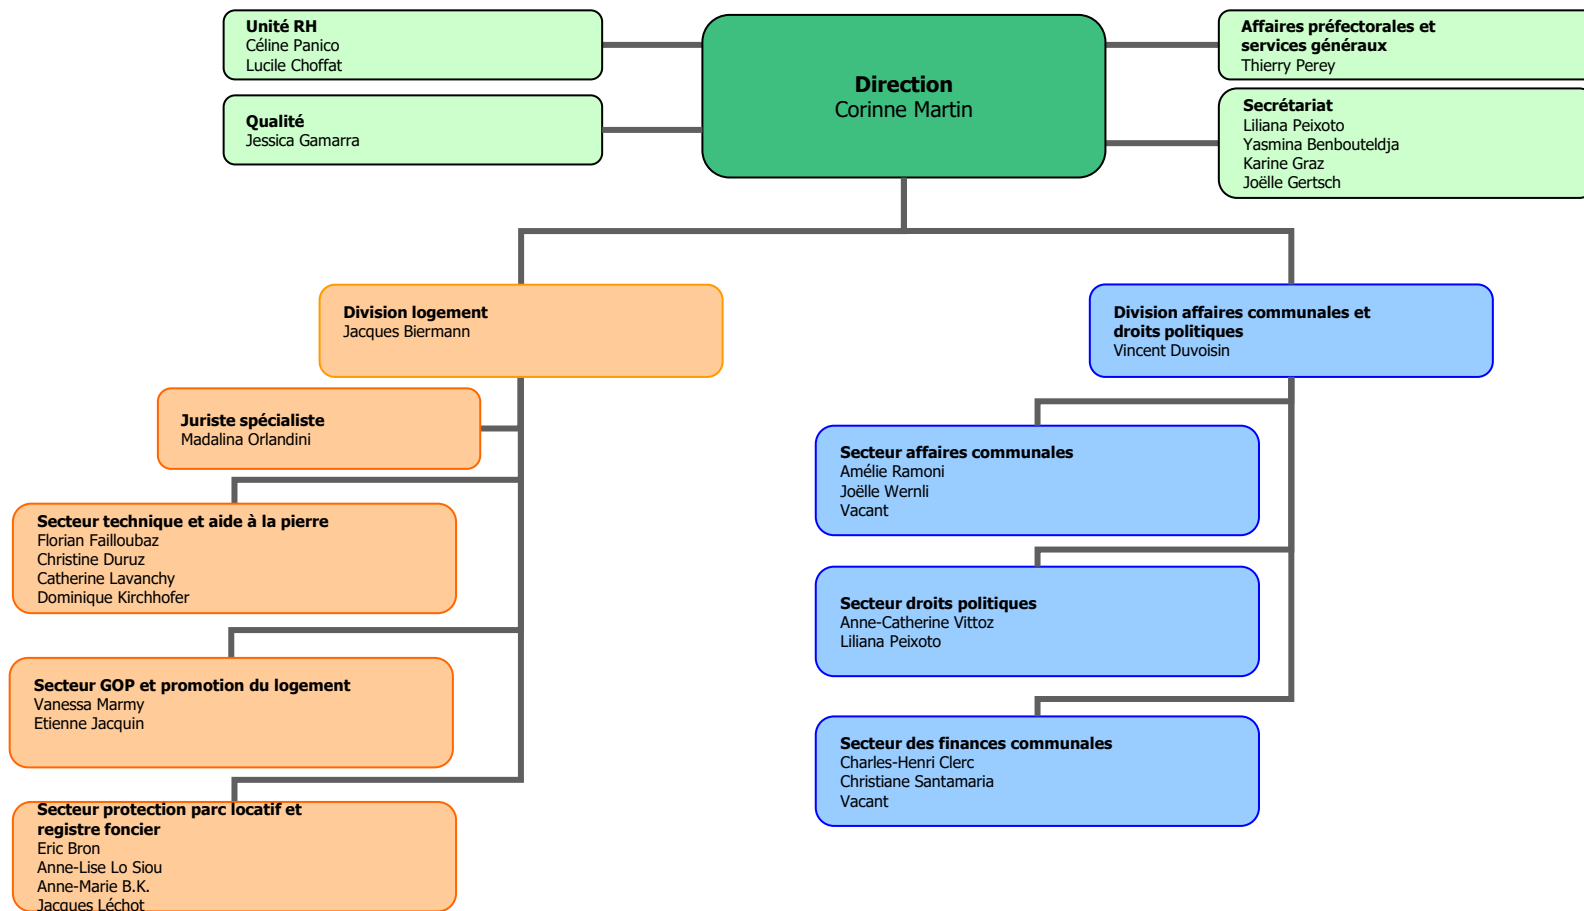 Unité RH
Céline Panico
Lucile Choffat
Qualité
Jessica Gamarra
Direction
Corinne Martin
Affaires préfectorales et
services généraux
Thierry Perey
Secrétariat
Liliana Peixoto
Yasmina Benbouteldja
Karine Graz
Joëlle Gertsch
Division logement
Jacques Biermann
Juriste spécialiste
Madalina Orlandini
Secteur technique et aide à la pierre
Florian Failloubaz
Christine Duruz
Catherine Lavanchy
Dominique Kirchhofer
Secteur GOP et promotion du logement
Vanessa Marmy
Etienne Jacquin
Secteur protection parc locatif et
registre foncier
Eric Bron
Anne-Lise Lo Siou
Anne-Marie B.K.
Jacques Léchot
Division affaires communales et
droits politiques
Vincent Duvoisin
Secteur affaires communales
Amélie Ramoni
Joëlle Wernli
Vacant
Secteur droits politiques
Anne-Catherine Vittoz
Liliana Peixoto
Secteur des finances communales
Charles-Henri Clerc
Christiane Santamaria
Vacant